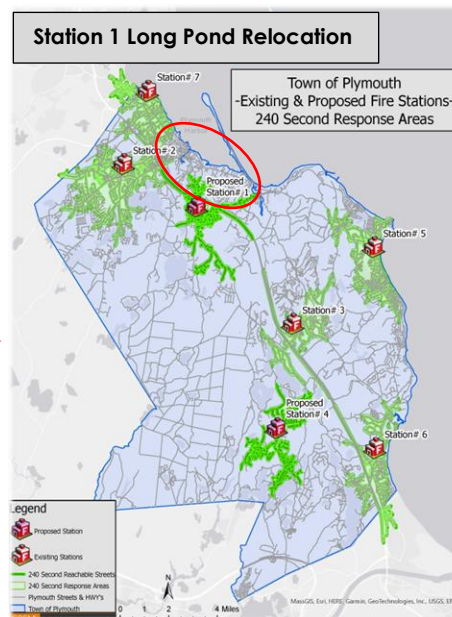 Station 1 Long Pond Relocation
Station# 7
Town of Plymouth
-Existing & Proposed Fire Stations-
240 Second Response Areas
Plymouth
Harbor
Station# 2
Proposed
Station# 1
Station# 5
Station# 3
Proposed
Station# 4
Station# 6
Legend
Proposed Station
Existing Stations
240 Second Reachable Streets
240 Second Response Areas
Plymouth Streets & HWY's
Town of Plymouth
N
0 1 2 4 Miles
MassGIS, Esri, HERE, Garmin, GeoTechnologies, Inc., USGS,